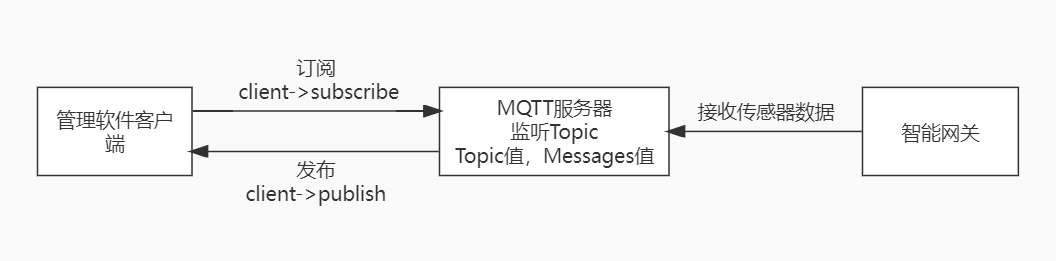 订阅
client->subscribe
管理软件客户
端
发布
client->publish
MQTT服务器
监听Topic
Topic值，Messages值
接收传感器数据
智能网关